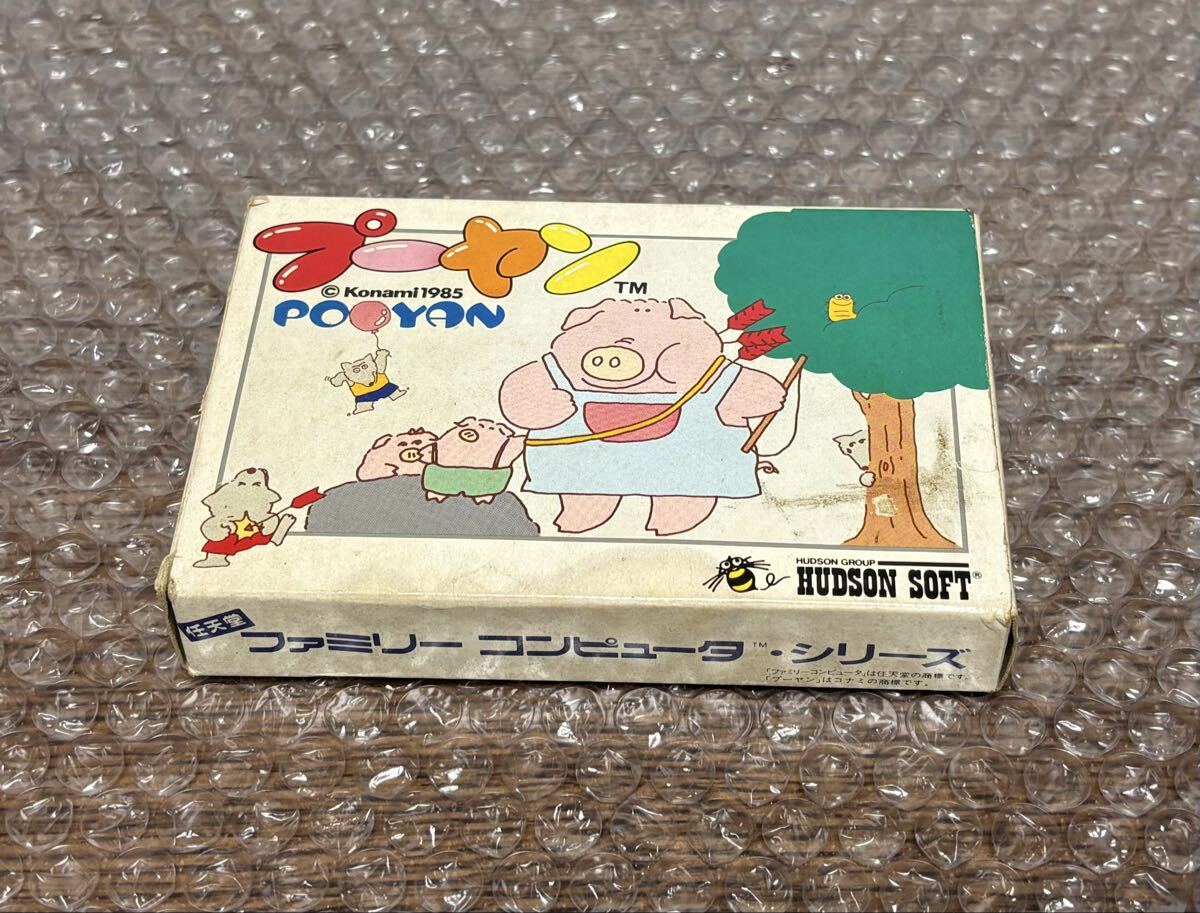 プーヤン
TM
© Konami 1985
POOYAN
HUDSON GROUP
HUDSON SOFT®
任天堂
ファミリー コンピュータ™・シリーズ
「ファミリーコンピュータ」は任天堂の商標です。
「プーヤン」はコナミの商標です。